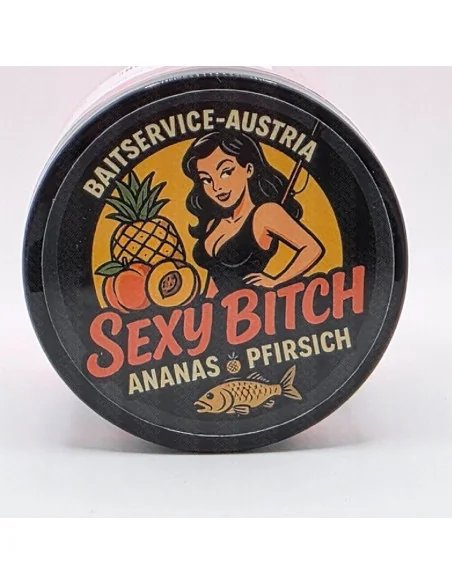 BAITSERVICE-AUSTRIA
SEXY BITCH
ANANAS PFIRSICH